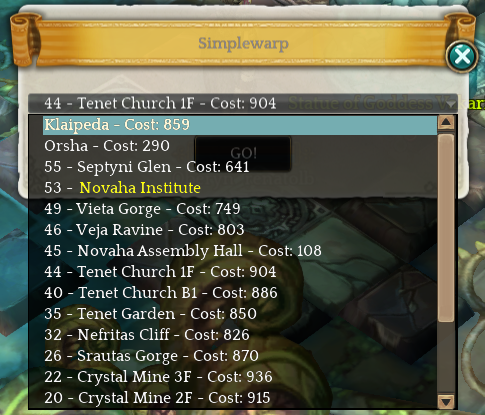 Simplewarp
44 - Tenet Church 1F - Cost: 904
Statue of Goddess
Klaipeda - Cost: 859
Orsha - Cost: 290
GO!
55 - Septyni Glen - Cost: 641
53 - Novaha Institute
49 - Vieta Gorge - Cost: 749
46 - Veja Ravine - Cost: 803
45 - Novaha Assembly Hall - Cost: 108
44 - Tenet Church 1F - Cost: 904
40 - Tenet Church B1 - Cost: 886
35 - Tenet Garden - Cost: 850
32 - Nefritas Cliff - Cost: 826
26 - Srautas Gorge - Cost: 870
22 - Crystal Mine 3F - Cost: 936
20 - Crystal Mine 2F - Cost: 915